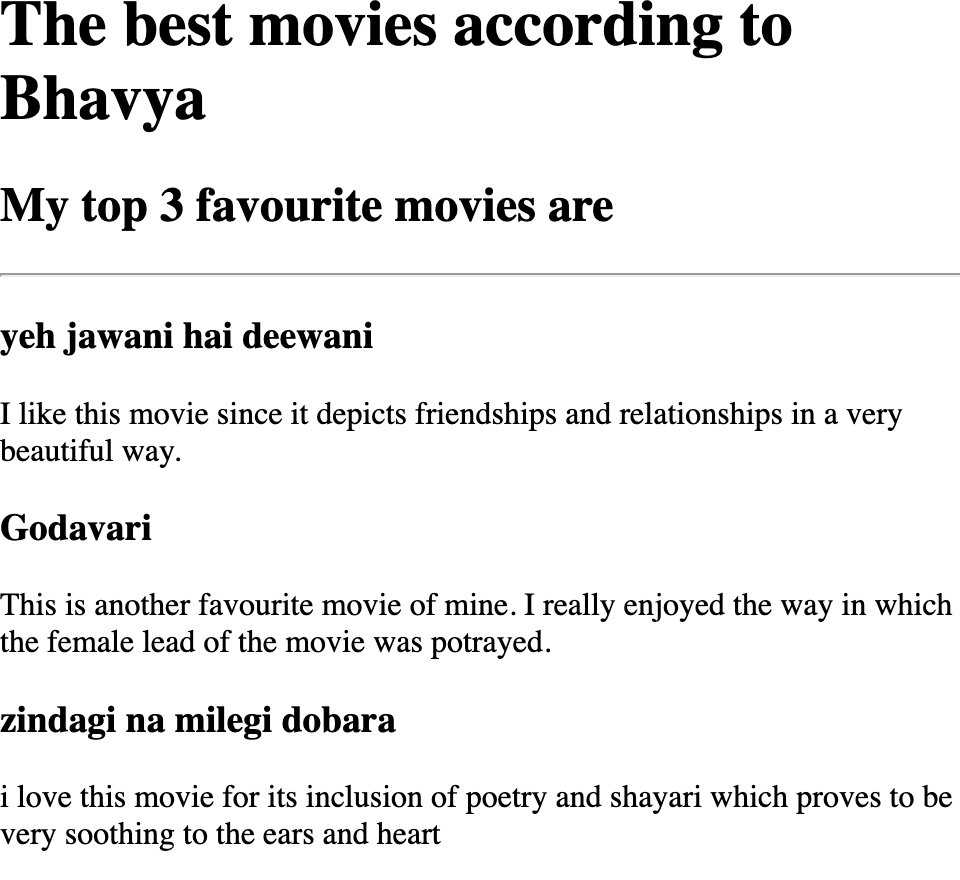 The best movies according to
Bhavya
My top 3 favourite movies are
yeh jawani hai deewani
I like this movie since it depicts friendships and relationships in a very
beautiful way.
Godavari
This is another favourite movie of mine. I really enjoyed the way in which
the female lead of the movie was potrayed.
zindagi na milegi dobara
i love this movie for its inclusion of poetry and shayari which proves to be
very soothing to the ears and heart